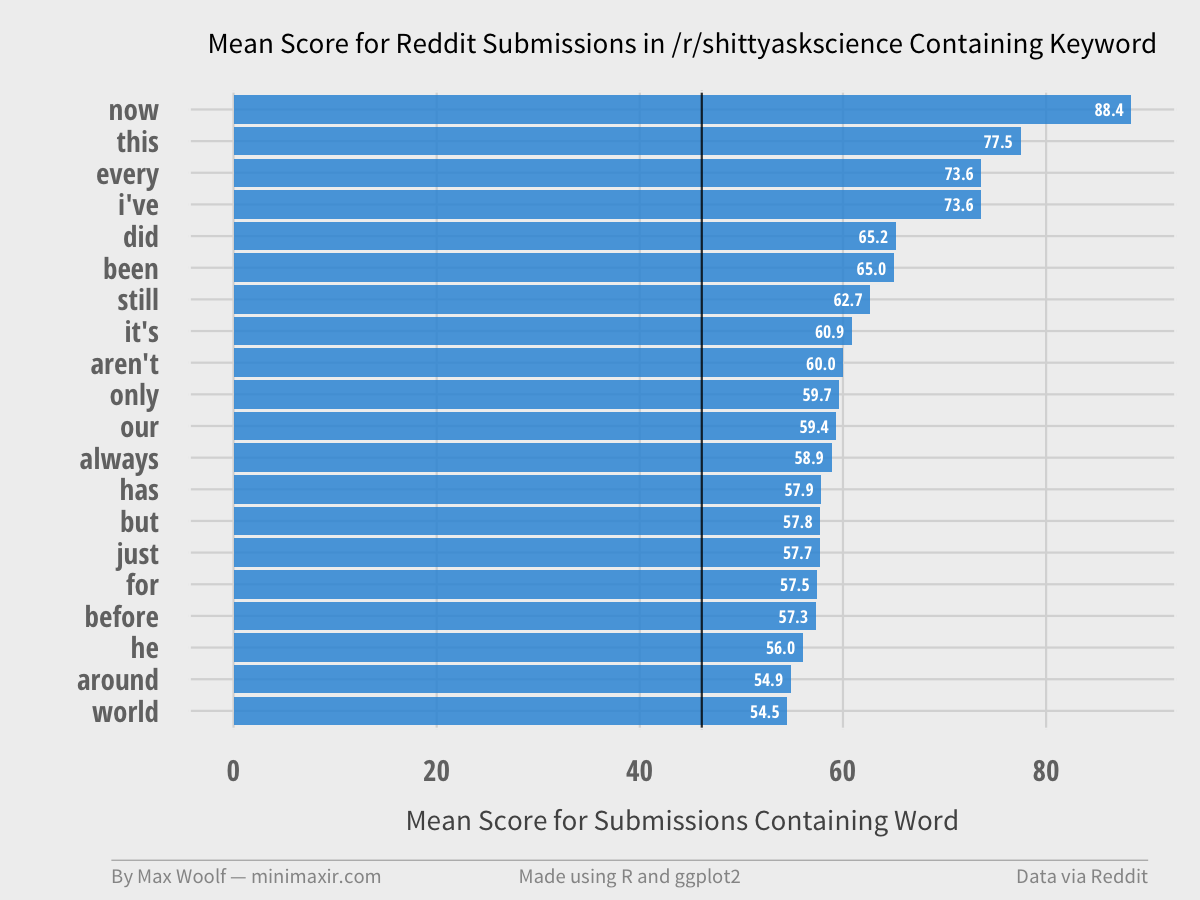 Mean Score for Reddit Submissions in /r/shittyaskscience Containing Keyword
now 88.4
this 77.5
every 73.6
i've 73.6
did 65.2
been 65.0
still 62.7
it's 60.9
aren't 60.0
only 59.7
our 59.4
always 58.9
has 57.9
but 57.8
just 57.7
for 57.5
before 57.3
he 56.0
around 54.9
world 54.5
0 20 40 60 80
Mean Score for Submissions Containing Word
By Max Woolf — minimaxir.com Made using R and ggplot2 Data via Reddit